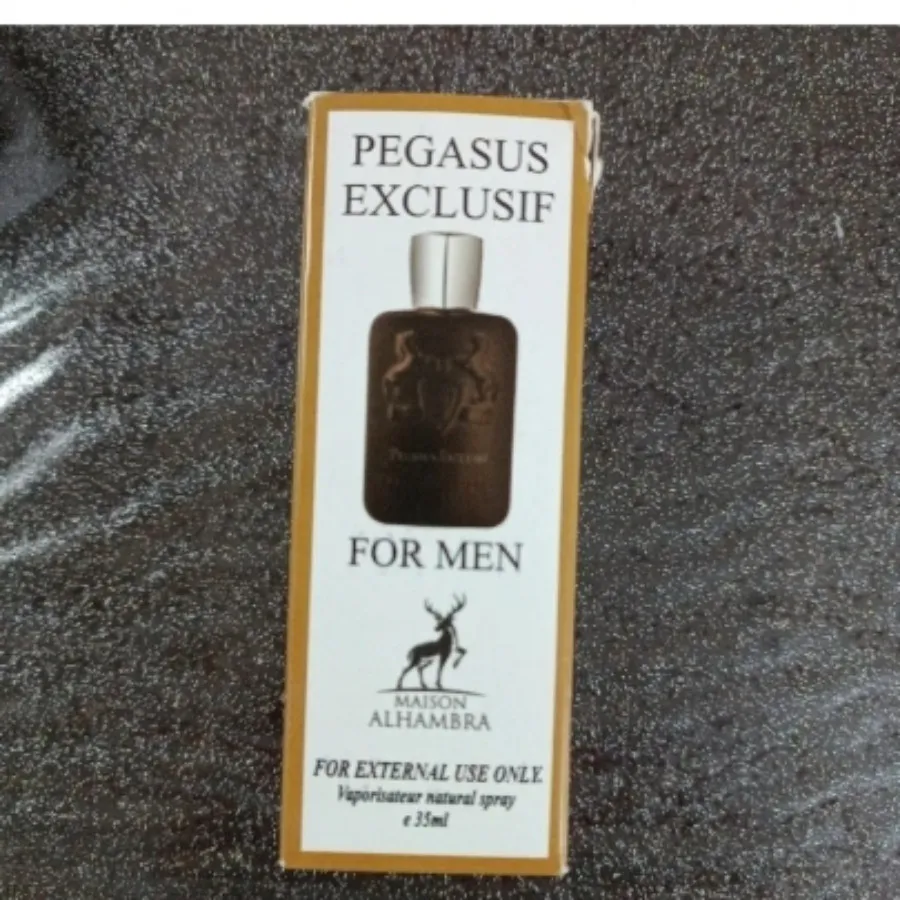 PEGASUS
EXCLUSIF
FOR MEN
MAISON
ALHAMBRA
FOR EXTERNAL USE ONLY.
Vaporisateur natural spray
e 35ml